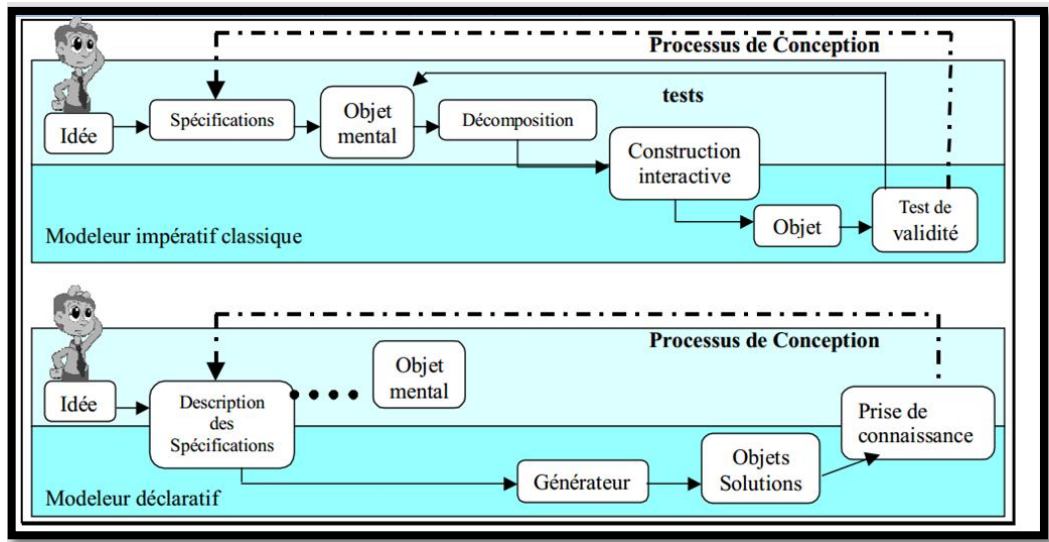 Processus de Conception
tests
Idée
Spécifications
Objet
mental
Décomposition
Construction
interactive
Objet
Test de
validité
Modeleur impératif classique
Processus de Conception
Idée
Description
des
Spécifications
Objet
mental
Générateur
Objets
Solutions
Prise de
connaissance
Modeleur déclaratif